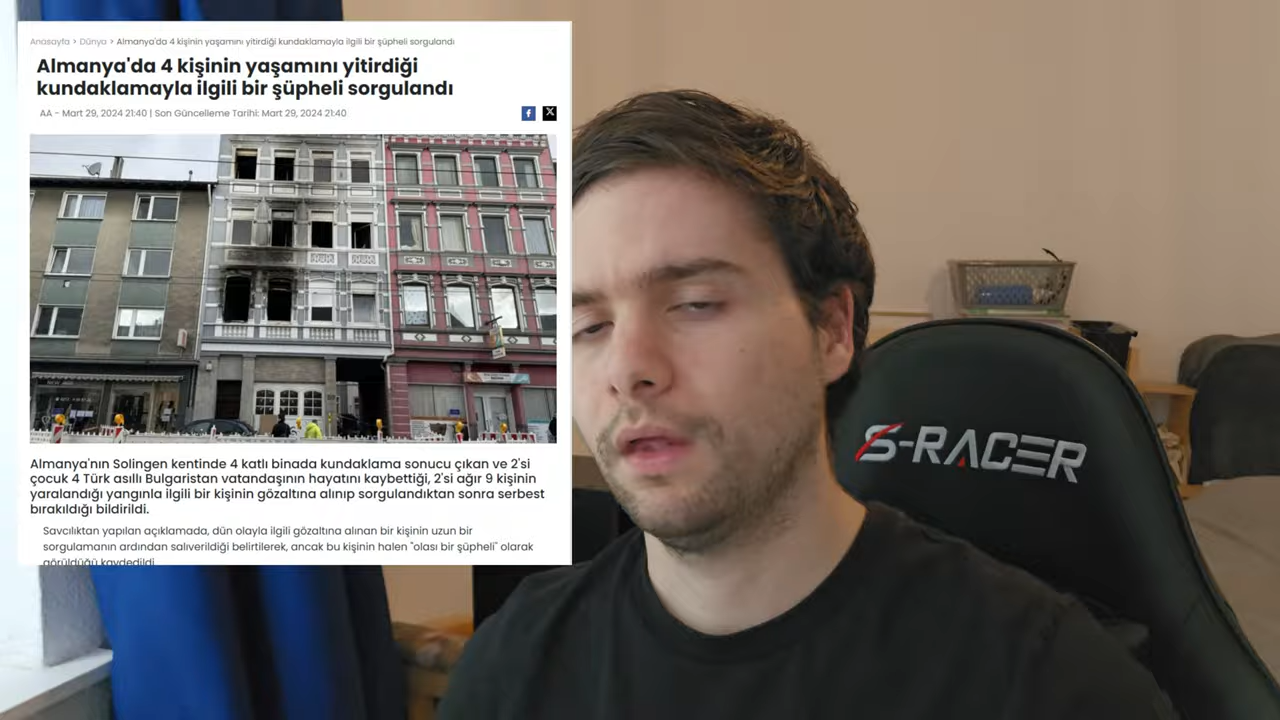 Anasayfa > Dünya > Almanya'da 4 kişinin yaşamını yitirdiği kundaklamayla ilgili bir şüpheli sorgulandı
Almanya'da 4 kişinin yaşamını yitirdiği
kundaklamayla ilgili bir şüpheli sorgulandı
AA - Mart 29, 2024 21:40 | Son Güncelleme Tarihi: Mart 29, 2024 21:40
Almanya'nın Solingen kentinde 4 katlı binada kundaklama sonucu çıkan ve 2'si
çocuk 4 Türk asıllı Bulgaristan vatandaşının hayatını kaybettiği, 2'si ağır 9 kişinin
yaralandığı yangınla ilgili bir kişinin gözaltına alınıp sorgulandıktan sonra serbest
bırakıldığı bildirildi.
Savcılıktan yapılan açıklamada, dün olayla ilgili gözaltına alınan bir kişinin uzun bir
sorgulamanın ardından salıverildiği belirtilerek, ancak bu kişinin halen "olası bir şüpheli" olarak
görüldüğü kaydedildi.
S-RACER